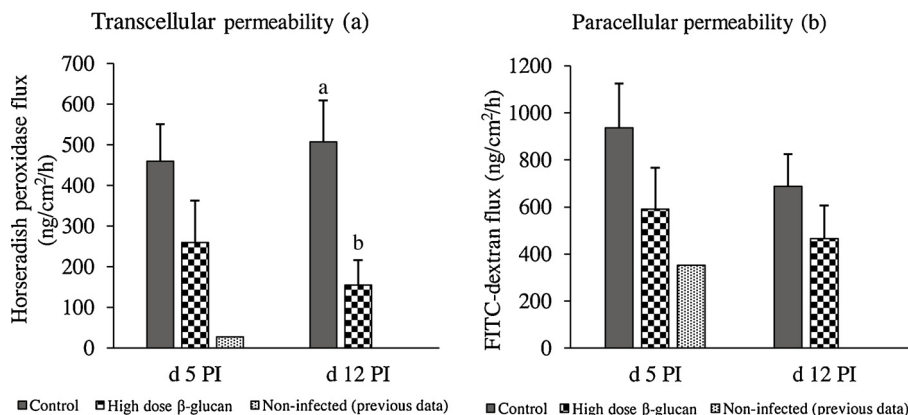 Transcellular permeability (a)
Horseradish peroxidase flux
(ng/cm²/h)
700
600
500
400
300
200
100
0
a
b
d 5 PI
d 12 PI
Control
High dose β-glucan
Non-infected (previous data)
Paracellular permeability (b)
FITC-dextran flux (ng/cm²/h)
1200
1000
800
600
400
200
0
d 5 PI
d 12 PI
Control
High dose β-glucan
Non-infected (previous data)